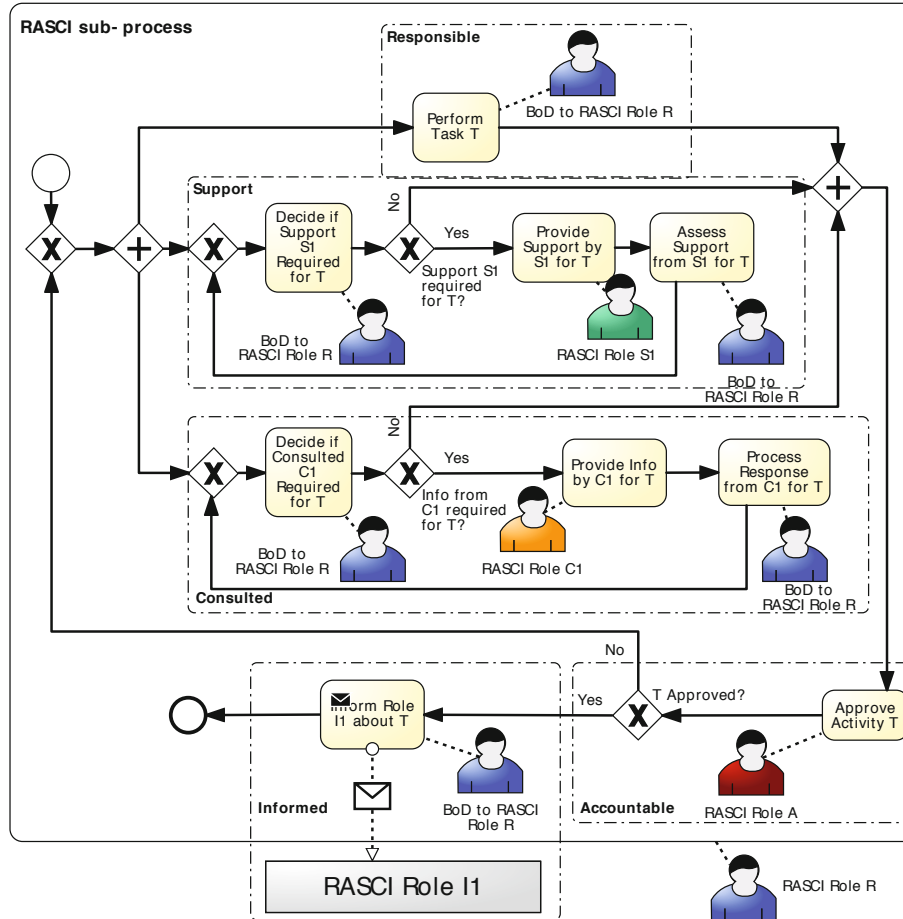 RASCI sub- process
Responsible
BoD to RASCI Role R
Perform
Task T
Support
No
Decide if
Support
S1
Required
for T
Yes
Support S1
required
for T?
Provide
Support by
S1 for T
Assess
Support
from S1 for T
BoD to
RASCI Role R
RASCI Role S1
BoD to
RASCI Role R
No
Decide if
Consulted
C1
Required
for T
Yes
Info from
C1 required
for T?
Provide Info
by C1 for T
Process
Response
from C1 for T
BoD to
RASCI Role R
RASCI Role C1
BoD to
RASCI Role R
Consulted
No
T Approved?
Yes
Approve
Activity T
Inform Role
I1 about T
Informed
BoD to RASCI
Role R
RASCI Role A
Accountable
RASCI Role I1
RASCI Role R